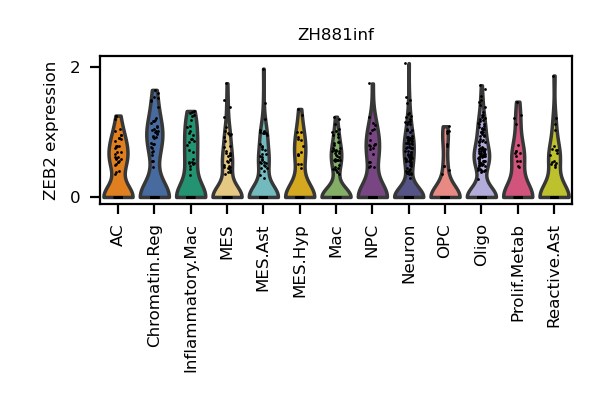 ZH881inf
ZEB2 expression
2
0
AC
Chromatin.Reg
Inflammatory.Mac
MES
MES.Ast
MES.Hyp
Mac
NPC
Neuron
OPC
Oligo
Prolif.Metab
Reactive.Ast